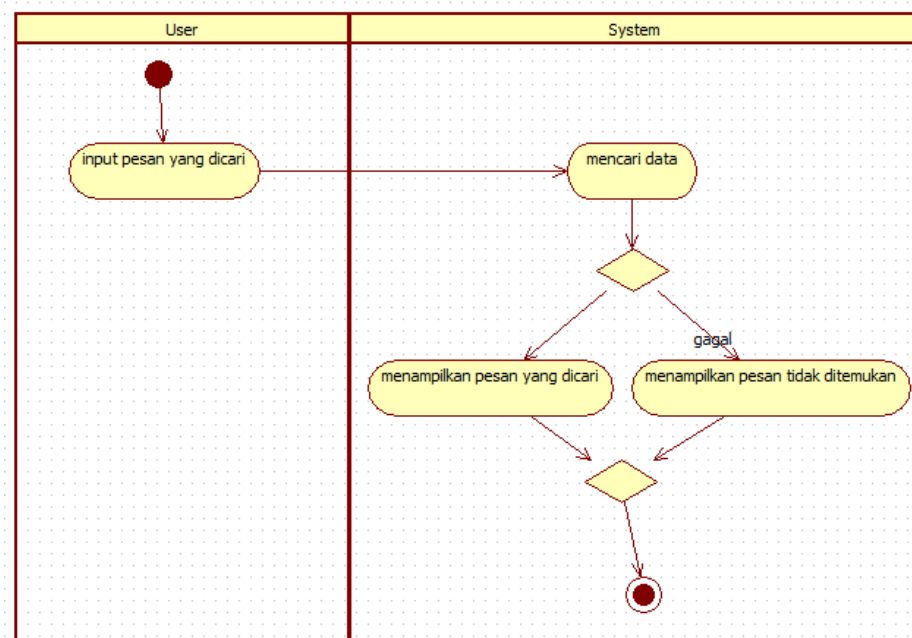 User
System
input pesan yang dicari
mencari data
gagal
menampilkan pesan yang dicari
menampilkan pesan tidak ditemukan